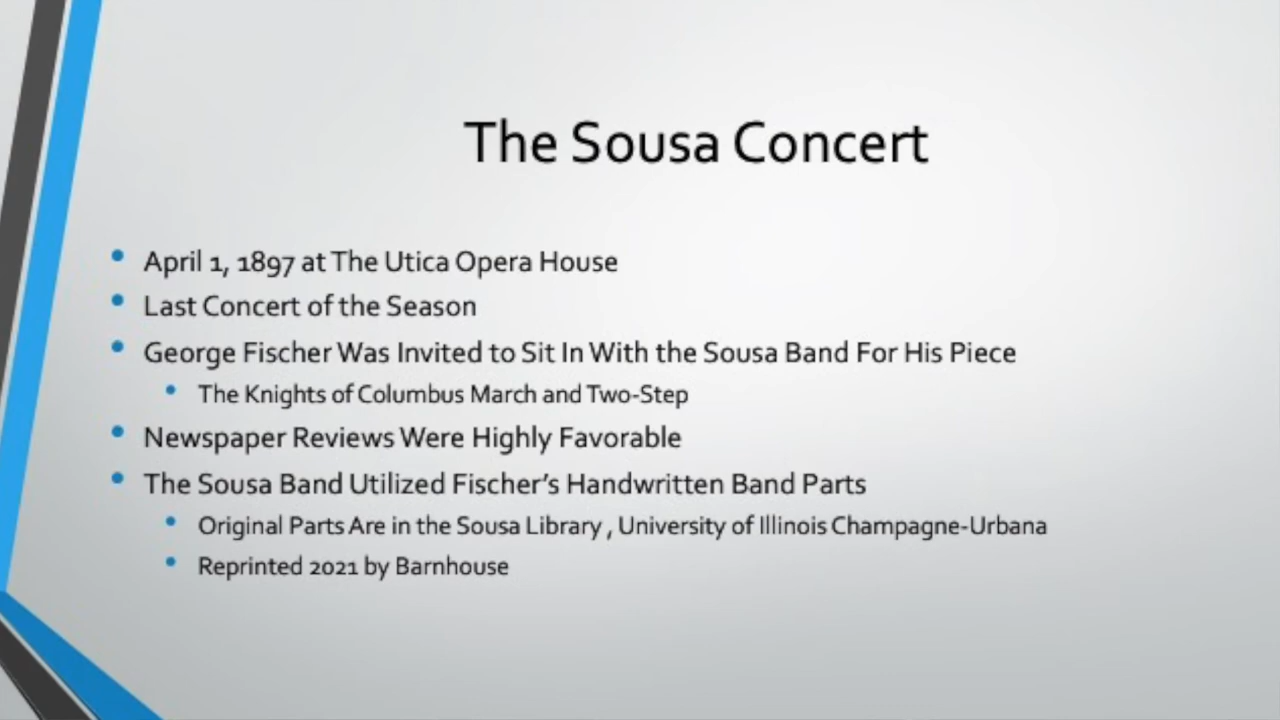 The Sousa Concert
April 1, 1897 at The Utica Opera House
Last Concert of the Season
George Fischer Was Invited to Sit In With the Sousa Band For His Piece
The Knights of Columbus March and Two-Step
Newspaper Reviews Were Highly Favorable
The Sousa Band Utilized Fischer’s Handwritten Band Parts
Original Parts Are in the Sousa Library , University of Illinois Champagne-Urbana
Reprinted 2021 by Barnhouse